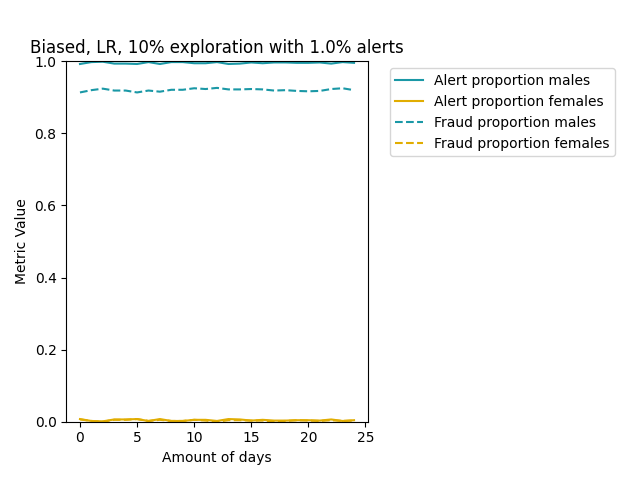 Biased, LR, 10% exploration with 1.0% alerts
1.0
0.8
0.6
0.4
0.2
0.0
Metric Value
0 5 10 15 20 25
Amount of days
Alert proportion males
Alert proportion females
Fraud proportion males
Fraud proportion females